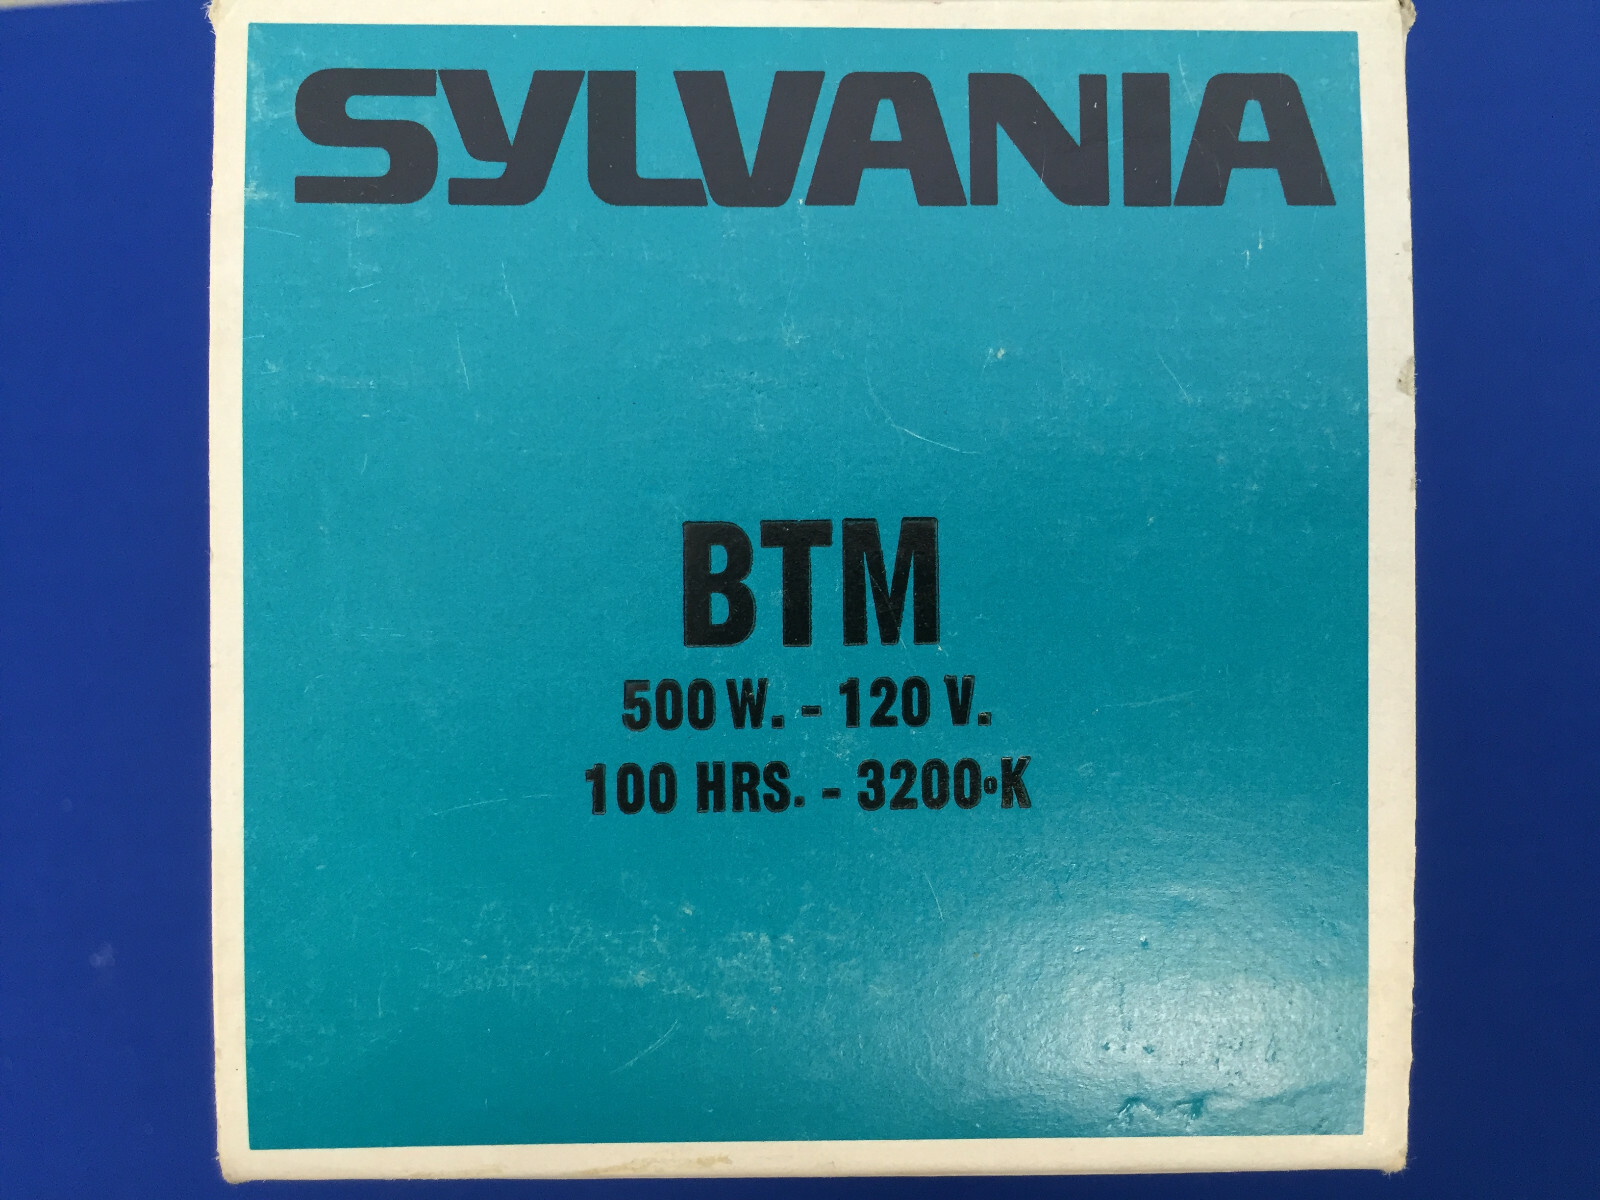 SYLVANIA
BTM
500 W. - 120 V.
100 HRS. - 3200°K